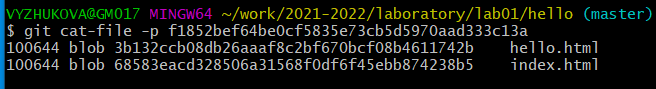 VYZHUKOVA@GM017 MINGW64 ~/work/2021-2022/laboratory/lab01/hello (master)
$ git cat-file -p f1852bef64be0cf5835e73cb5d5970aad333c13a
100644 blob 3b132ccb08db26aaaf8c2bf670bcf08b4611742b    hello.html
100644 blob 68583eacd328506a31568f0df6f45ebb874238b5    index.html